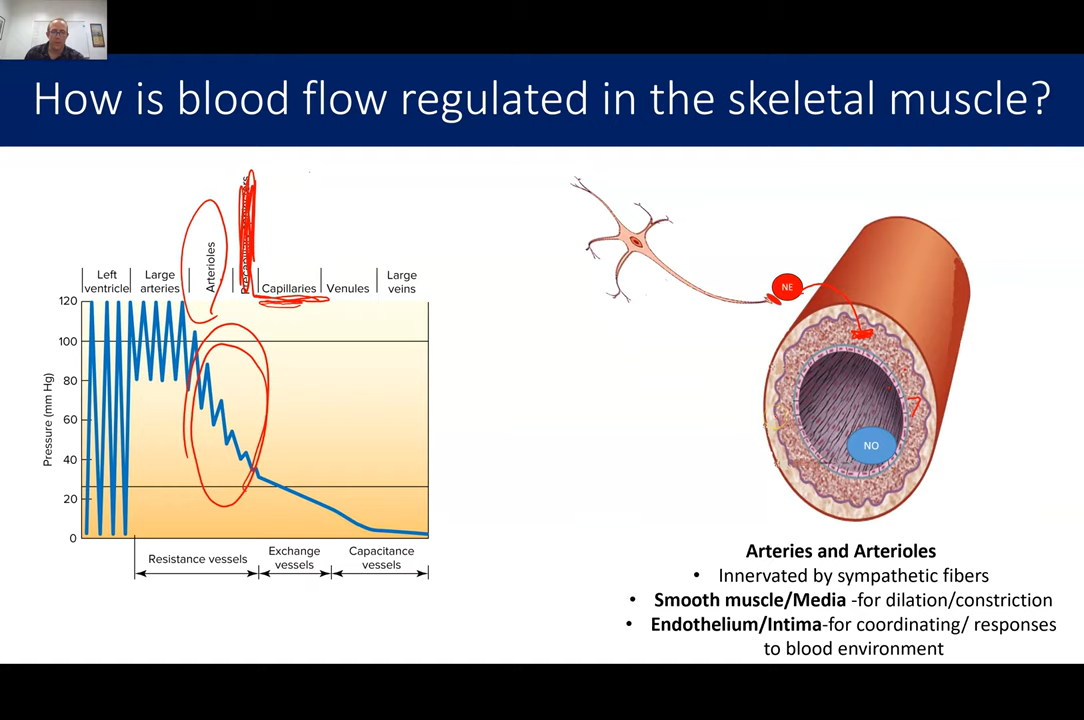 How is blood flow regulated in the skeletal muscle?
Left
ventricle
Large
arteries
Arterioles
Capillaries
Venules
Large
veins
120
100
80
60
40
20
0
Pressure (mm Hg)
Resistance vessels
Exchange
vessels
Capacitance
vessels
NE
NO
Arteries and Arterioles
• Innervated by sympathetic fibers
• Smooth muscle/Media -for dilation/constriction
• Endothelium/Intima-for coordinating/ responses
to blood environment